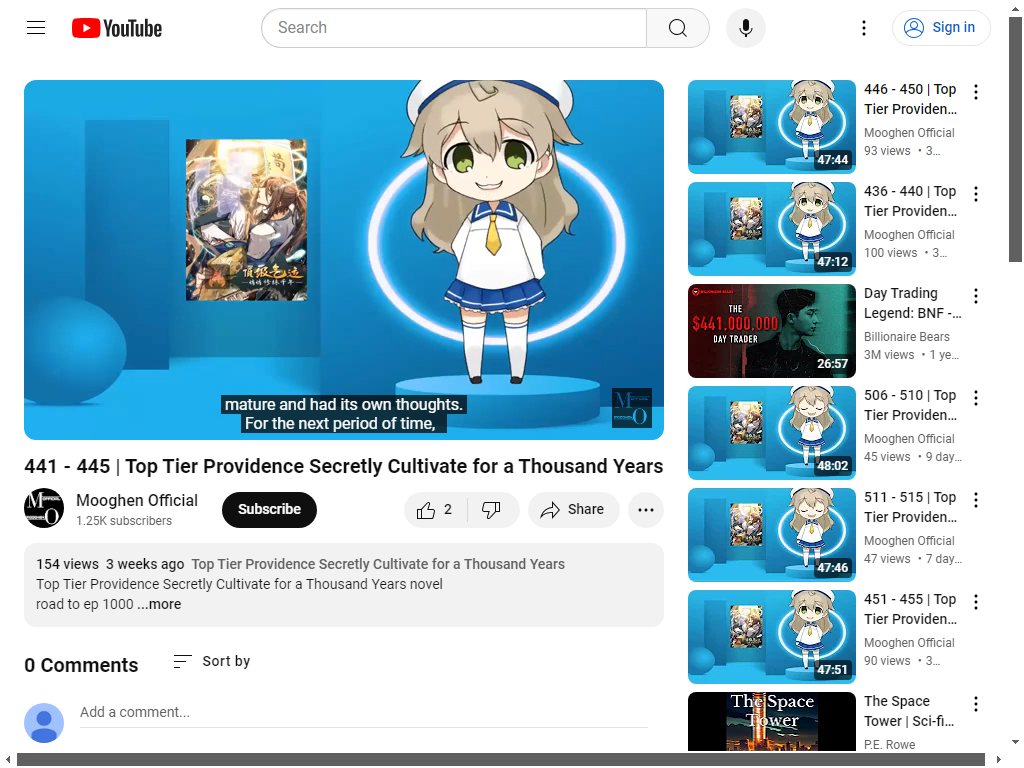 YouTube
Search
Sign in
mature and had its own thoughts.
For the next period of time,
441 - 445 | Top Tier Providence Secretly Cultivate for a Thousand Years
Mooghen Official
1.25K subscribers
Subscribe
2
Share
154 views 3 weeks ago Top Tier Providence Secretly Cultivate for a Thousand Years
Top Tier Providence Secretly Cultivate for a Thousand Years novel
road to ep 1000 ...more
0 Comments
Sort by
Add a comment...
47:44
446 - 450 | Top
Tier Providen...
Mooghen Official
93 views • 3...
47:12
436 - 440 | Top
Tier Providen...
Mooghen Official
100 views • 3...
THE
$441,000,000
DAY TRADER
26:57
Day Trading
Legend: BNF -...
Billionaire Bears
3M views • 1 ye...
48:02
506 - 510 | Top
Tier Providen...
Mooghen Official
45 views • 9 day...
47:46
511 - 515 | Top
Tier Providen...
Mooghen Official
47 views • 7 day...
47:51
451 - 455 | Top
Tier Providen...
Mooghen Official
90 views • 3...
The Space
Tower
The Space
Tower | Sci-fi...
P.E. Rowe